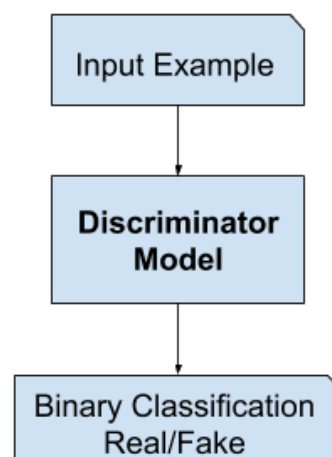 Input Example
Discriminator
Model
Binary Classification
Real/Fake